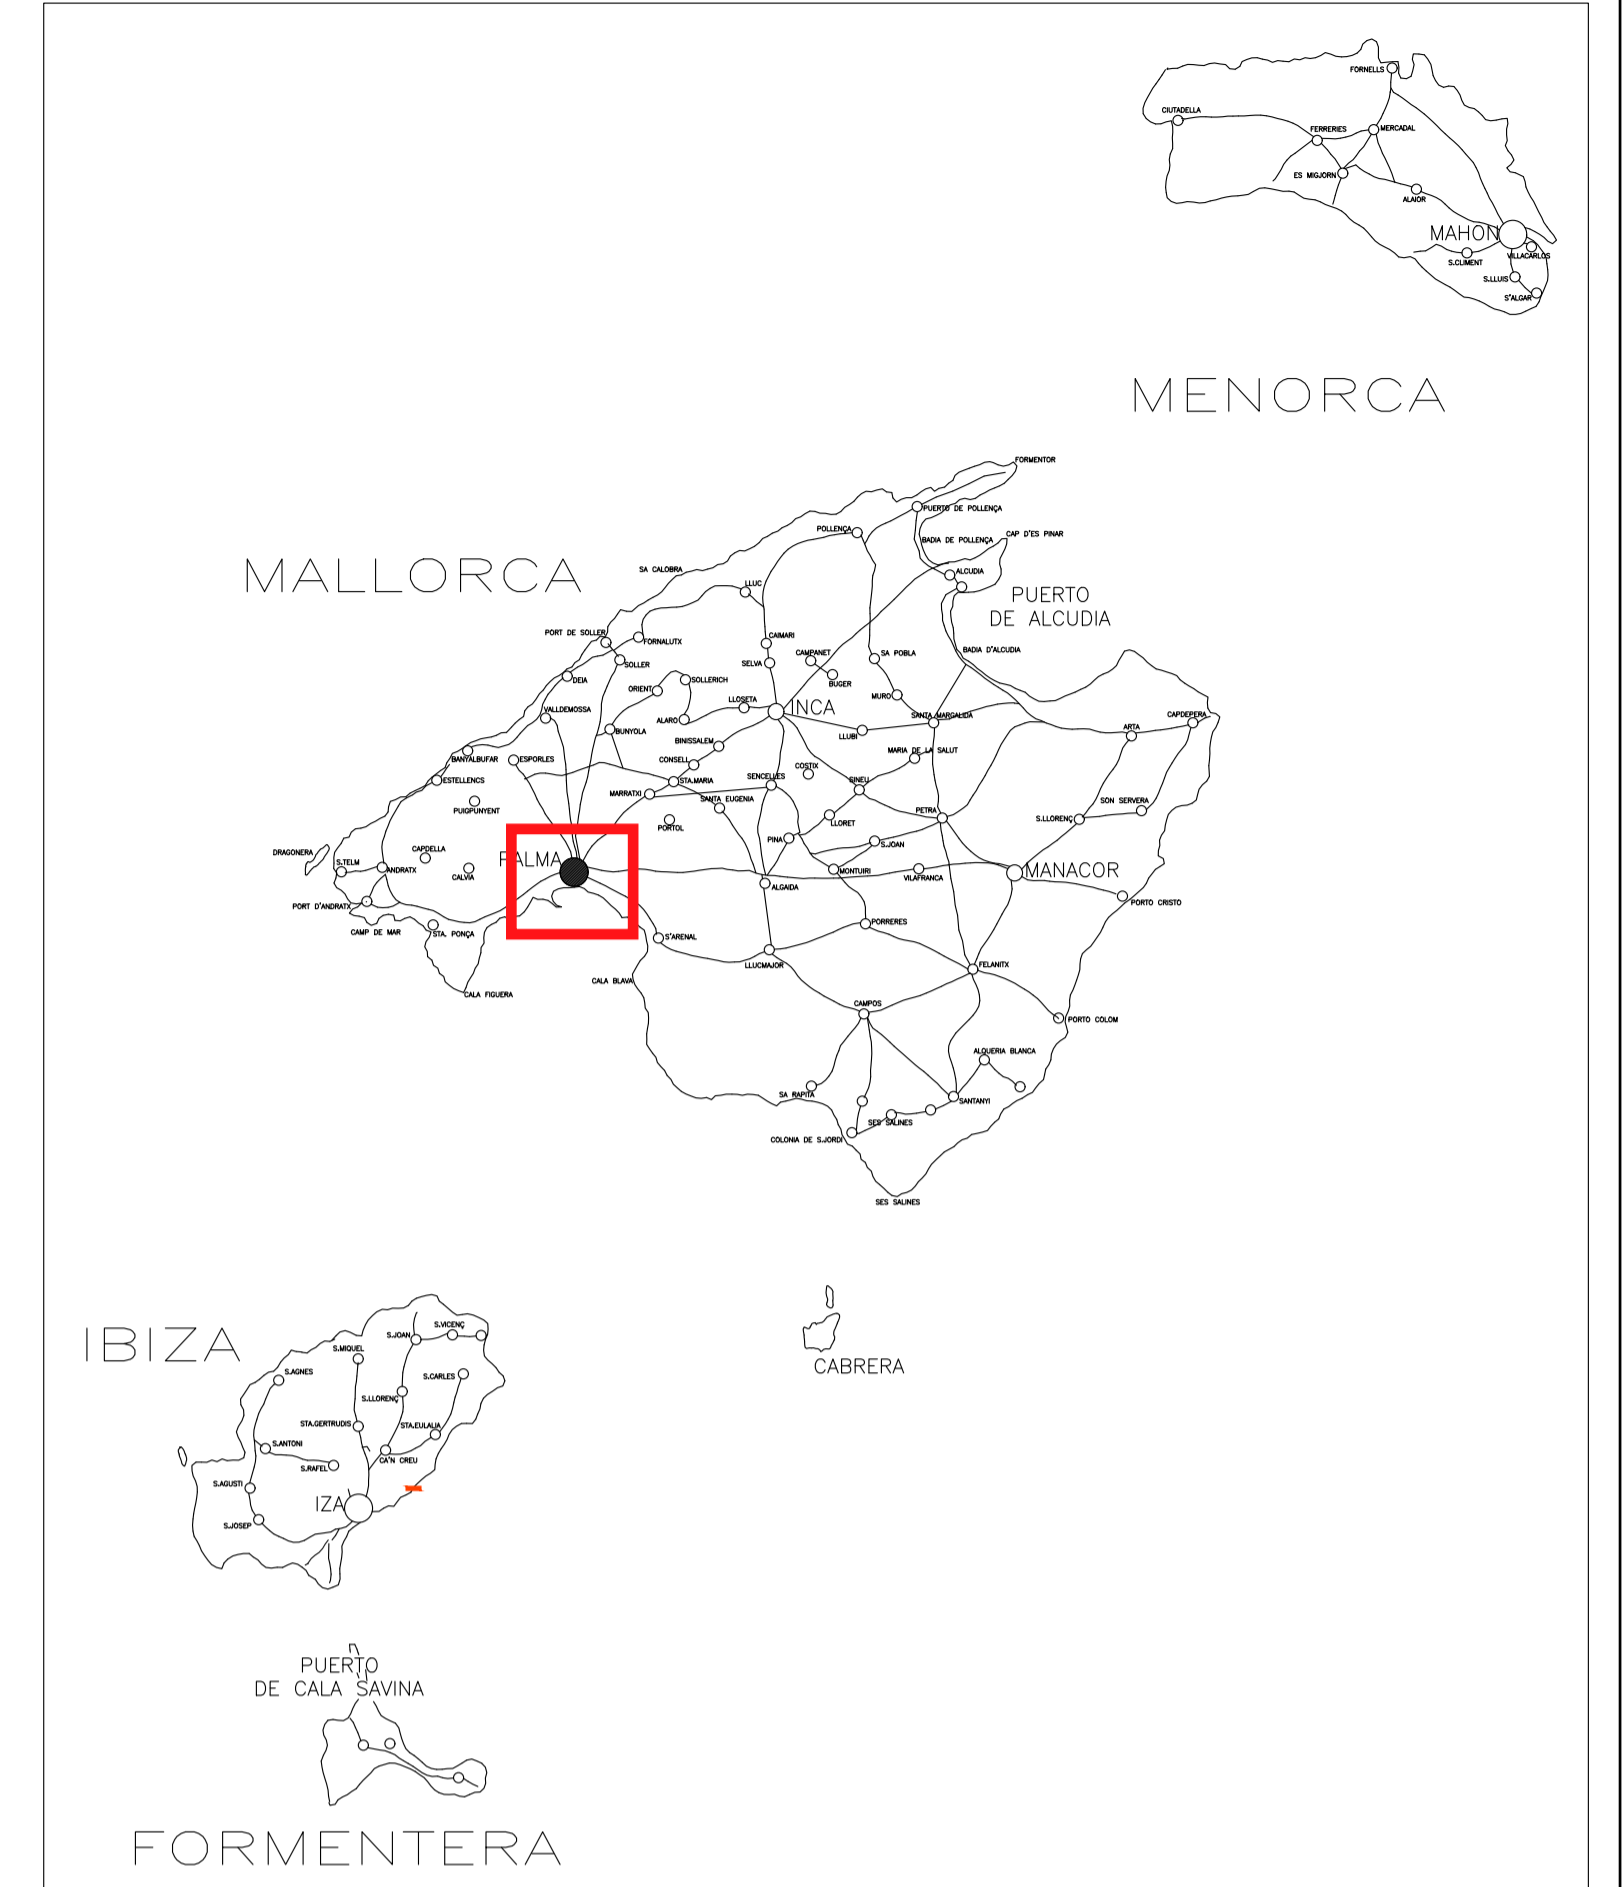 FORNELLS
CIUTADELLA
FERRERIES
MERCADAL
ES MIGJORN
ALAIOR
MAHON
VILLACARLOS
S.CLIMENT
S.LLUIS
S'ALGAR
MENORCA
FORMENTOR
PUERTO DE POLLENÇA
POLLENÇA
BADIA DE POLLENÇA
CAP D'ES PINAR
MALLORCA
SA CALOBRA
ALCUDIA
LLUC
PUERTO
DE ALCUDIA
PORT DE SOLLER
FORNALUTX
CAIMARI
CAMPANET
SA POBLA
BADIA D'ALCUDIA
SOLLER
SELVA
DEIA
SOLLERICH
BUGER
ORIENT
MURO
LLOSETA
INCA
VALLDEMOSSA
ALARO
SANTA MARGALIDA
CAPDEPERA
BUNYOLA
LLUBI
ARTA
BINISSALEM
MARIA DE LA SALUT
BANYALBUFAR
ESPORLES
CONSELL
COSTIX
ESTELLENCS
STA.MARIA
SENCELLES
SINEU
MARRATXI
SANTA EUGENIA
SON SERVERA
PUIGPUNYENT
PETRA
S.LLORENÇ
PORTOL
LLORET
PINA
S.JOAN
DRAGONERA
CAPDELLA
PALMA
S.TELM
ANDRATX
CALVIA
MONTUIRI
VILAFRANCA
MANACOR
ALGAIDA
PORT D'ANDRATX
PORTO CRISTO
CAMP DE MAR
STA. PONÇA
S'ARENAL
PORRERES
LLUCMAJOR
FELANITX
CALA BLAVA
CALA FIGUERA
CAMPOS
PORTO COLOM
ALQUERIA BLANCA
SA RAPITA
SANTANYI
SES SALINES
COLONIA DE S.JORDI
SES SALINES
IBIZA
S.VICENÇ
S.JOAN
S.MIQUEL
CABRERA
S.AGNES
S.CARLES
S.LLORENÇ
STA.GERTRUDIS
STA.EULALIA
S.ANTONI
CA'N CREU
S.RAFEL
S.AGUSTI
IZA
S.JOSEP
PUERTO
DE CALA SAVINA
FORMENTERA